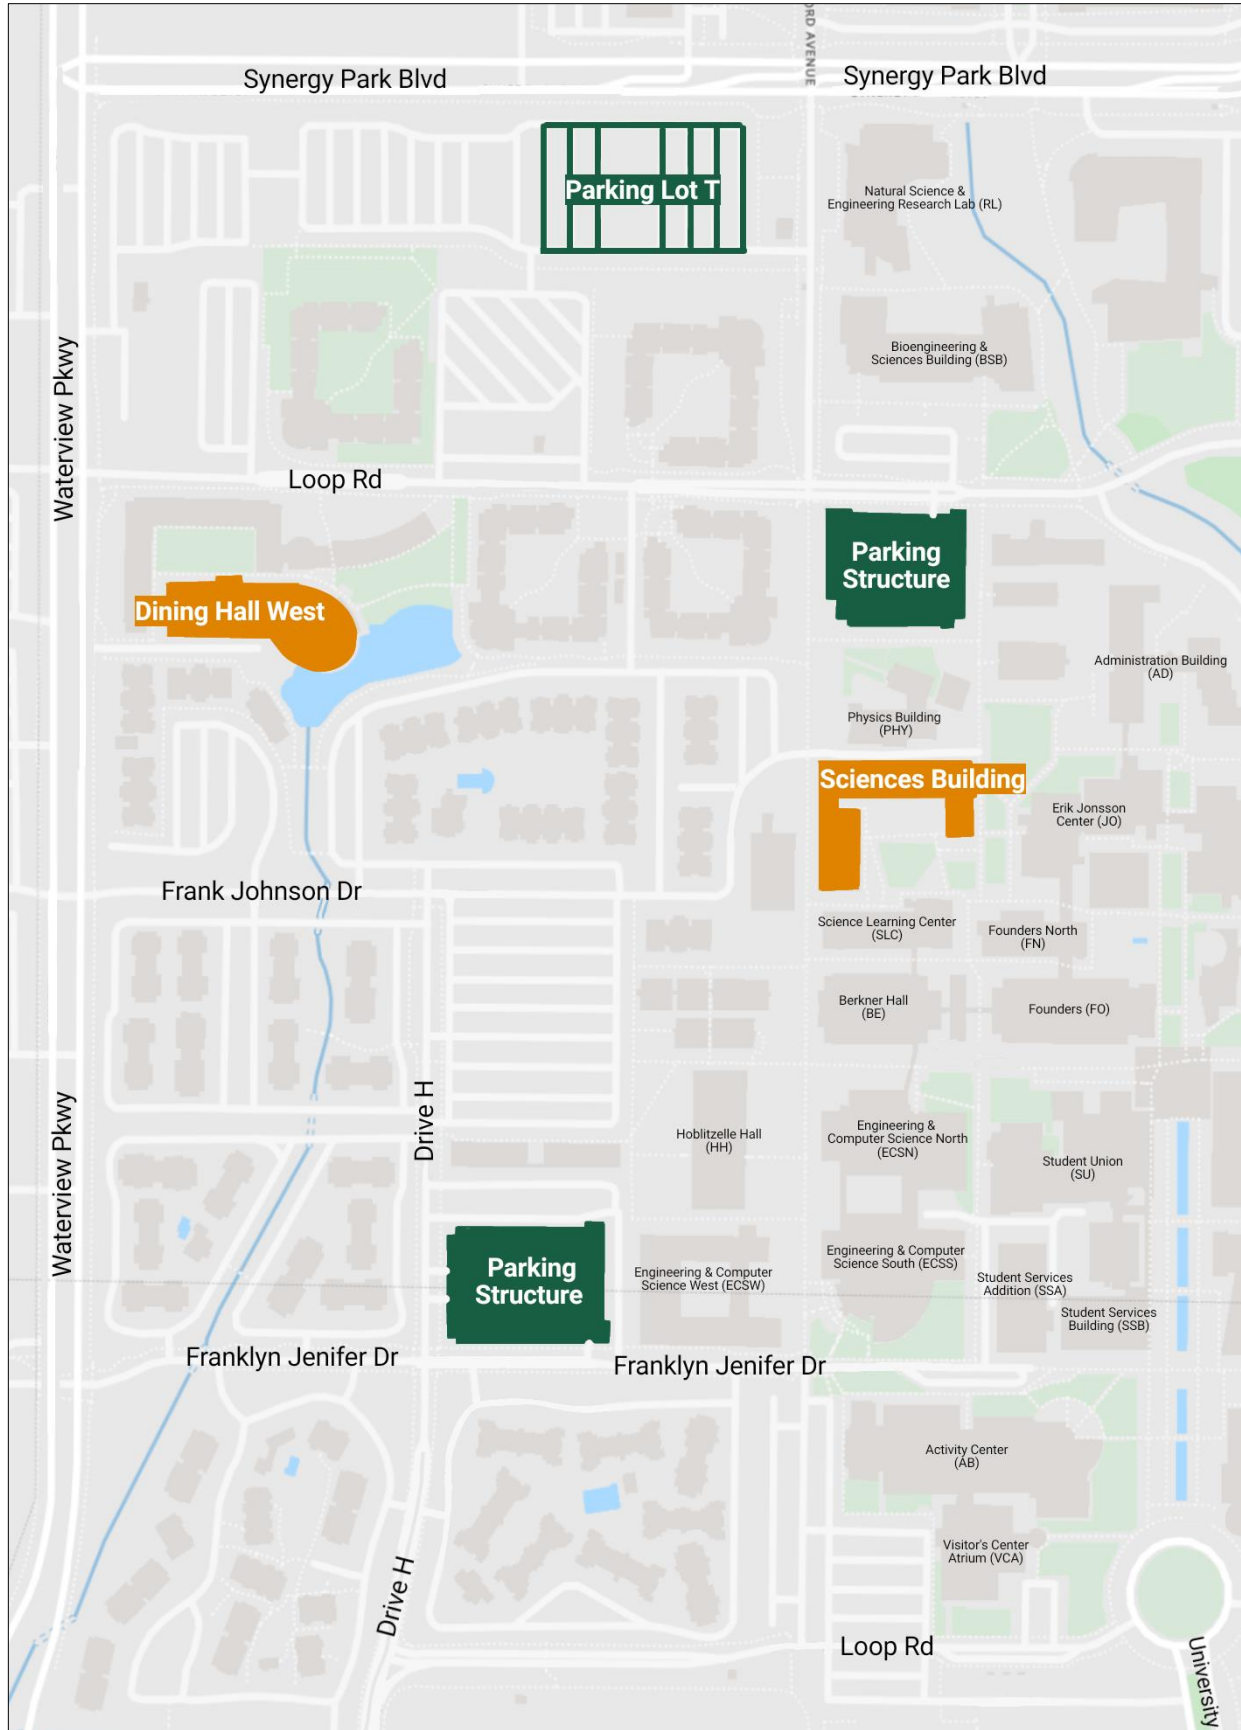 ORD AVENUE
Synergy Park Blvd
Synergy Park Blvd
Parking Lot T
Natural Science &
Engineering Research Lab (RL)
Bioengineering &
Sciences Building (BSB)
Waterview Pkwy
Loop Rd
Parking
Structure
Dining Hall West
Administration Building
(AD)
Physics Building
(PHY)
Sciences Building
Erik Jonsson
Center (JO)
Frank Johnson Dr
Science Learning Center
(SLC)
Founders North
(FN)
Berkner Hall
(BE)
Founders (FO)
Waterview Pkwy
Drive H
Hoblitzelle Hall
(HH)
Engineering &
Computer Science North
(ECSN)
Student Union
(SU)
Parking
Structure
Engineering & Computer
Science West (ECSW)
Engineering & Computer
Science South (ECSS)
Student Services
Addition (SSA)
Student Services
Building (SSB)
Franklyn Jenifer Dr
Franklyn Jenifer Dr
Activity Center
(AB)
Visitor's Center
Atrium (VCA)
Drive H
Loop Rd
University